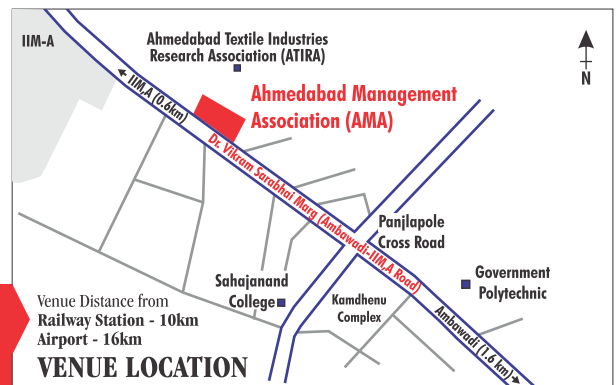 IIM-A
Ahmedabad Textile Industries
Research Association (ATIRA)
N
IIM,A (0.6km)
Ahmedabad Management
Association (AMA)
Dr. Vikram Sarabhai Marg (Ambawadi-IIM,A Road)
Panjlapole
Cross Road
Sahajanand
College
Kamdhenu
Complex
Government
Polytechnic
Ambawadi (1.6 km)
Venue Distance from
Railway Station - 10km
Airport - 16km
VENUE LOCATION